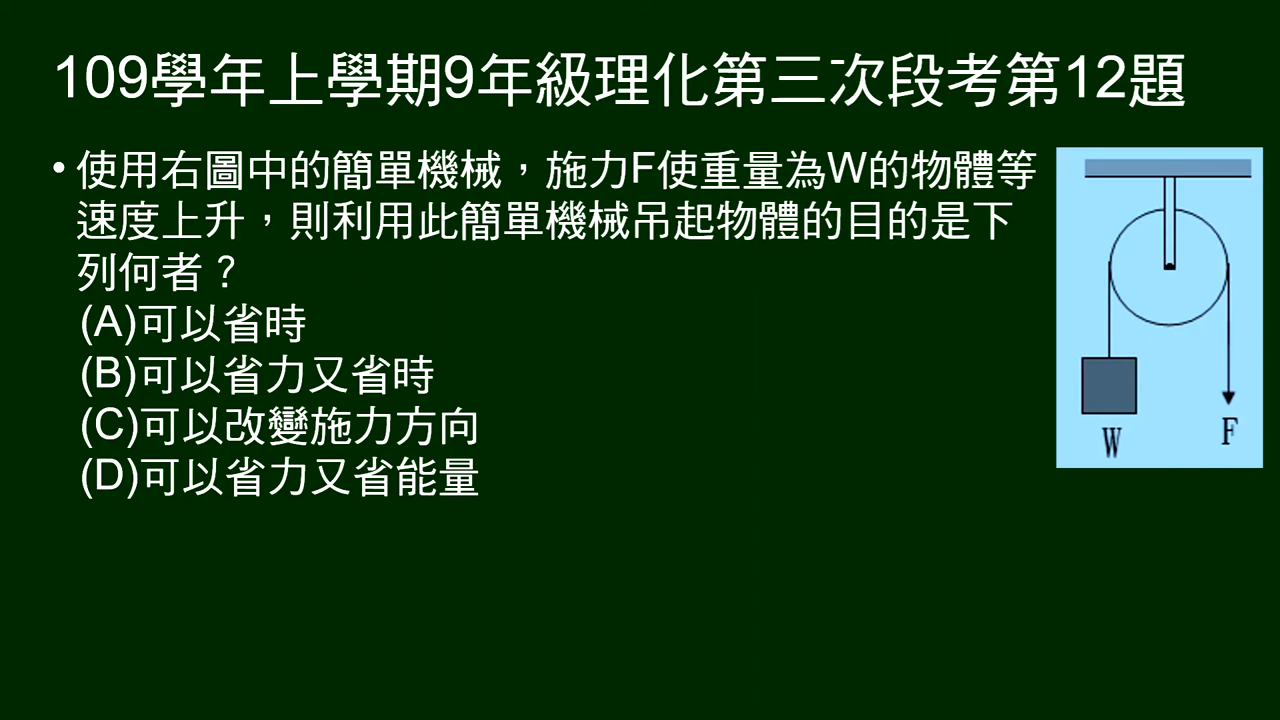 109學年上學期9年級理化第三次段考第12題
• 使用右圖中的簡單機械，施力F使重量為W的物體等
速度上升，則利用此簡單機械吊起物體的目的是下
列何者？
(A)可以省時
(B)可以省力又省時
(C)可以改變施力方向
(D)可以省力又省能量
W
F